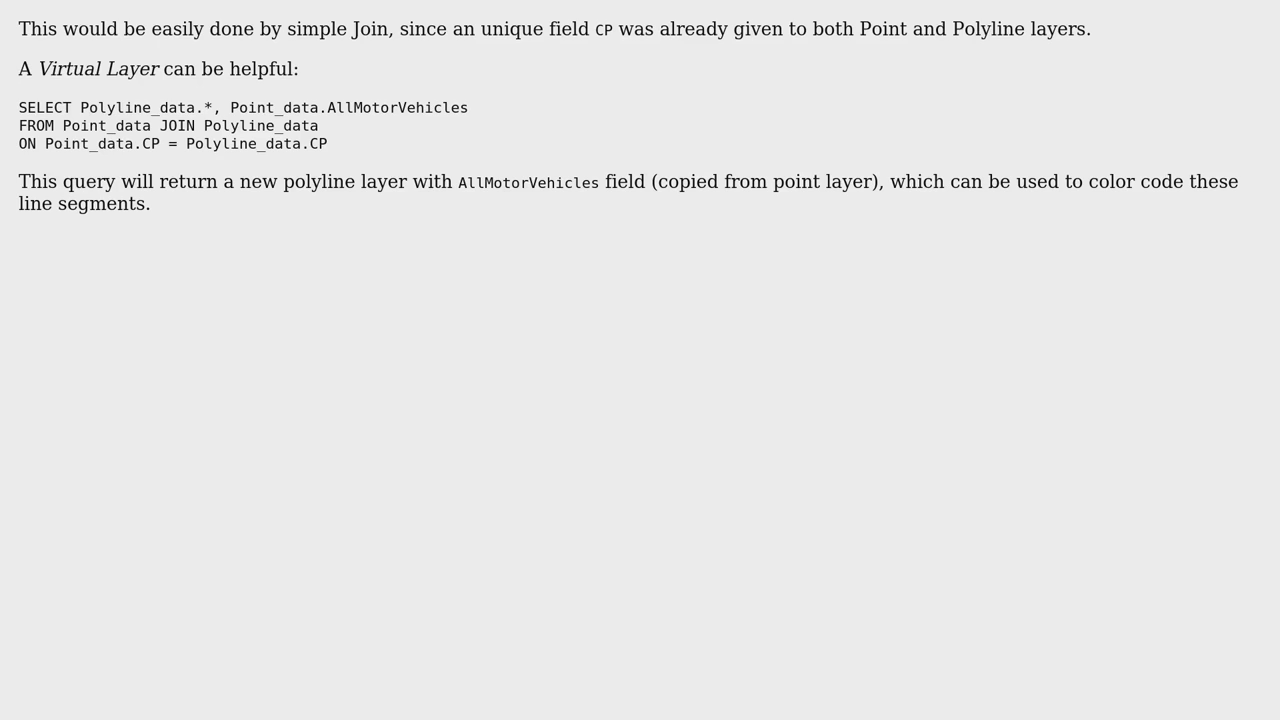 This would be easily done by simple Join, since an unique field CP was already given to both Point and Polyline layers.
A Virtual Layer can be helpful:
SELECT Polyline_data.*, Point_data.AllMotorVehicles
FROM Point_data JOIN Polyline_data
ON Point_data.CP = Polyline_data.CP
This query will return a new polyline layer with AllMotorVehicles field (copied from point layer), which can be used to color code these
line segments.